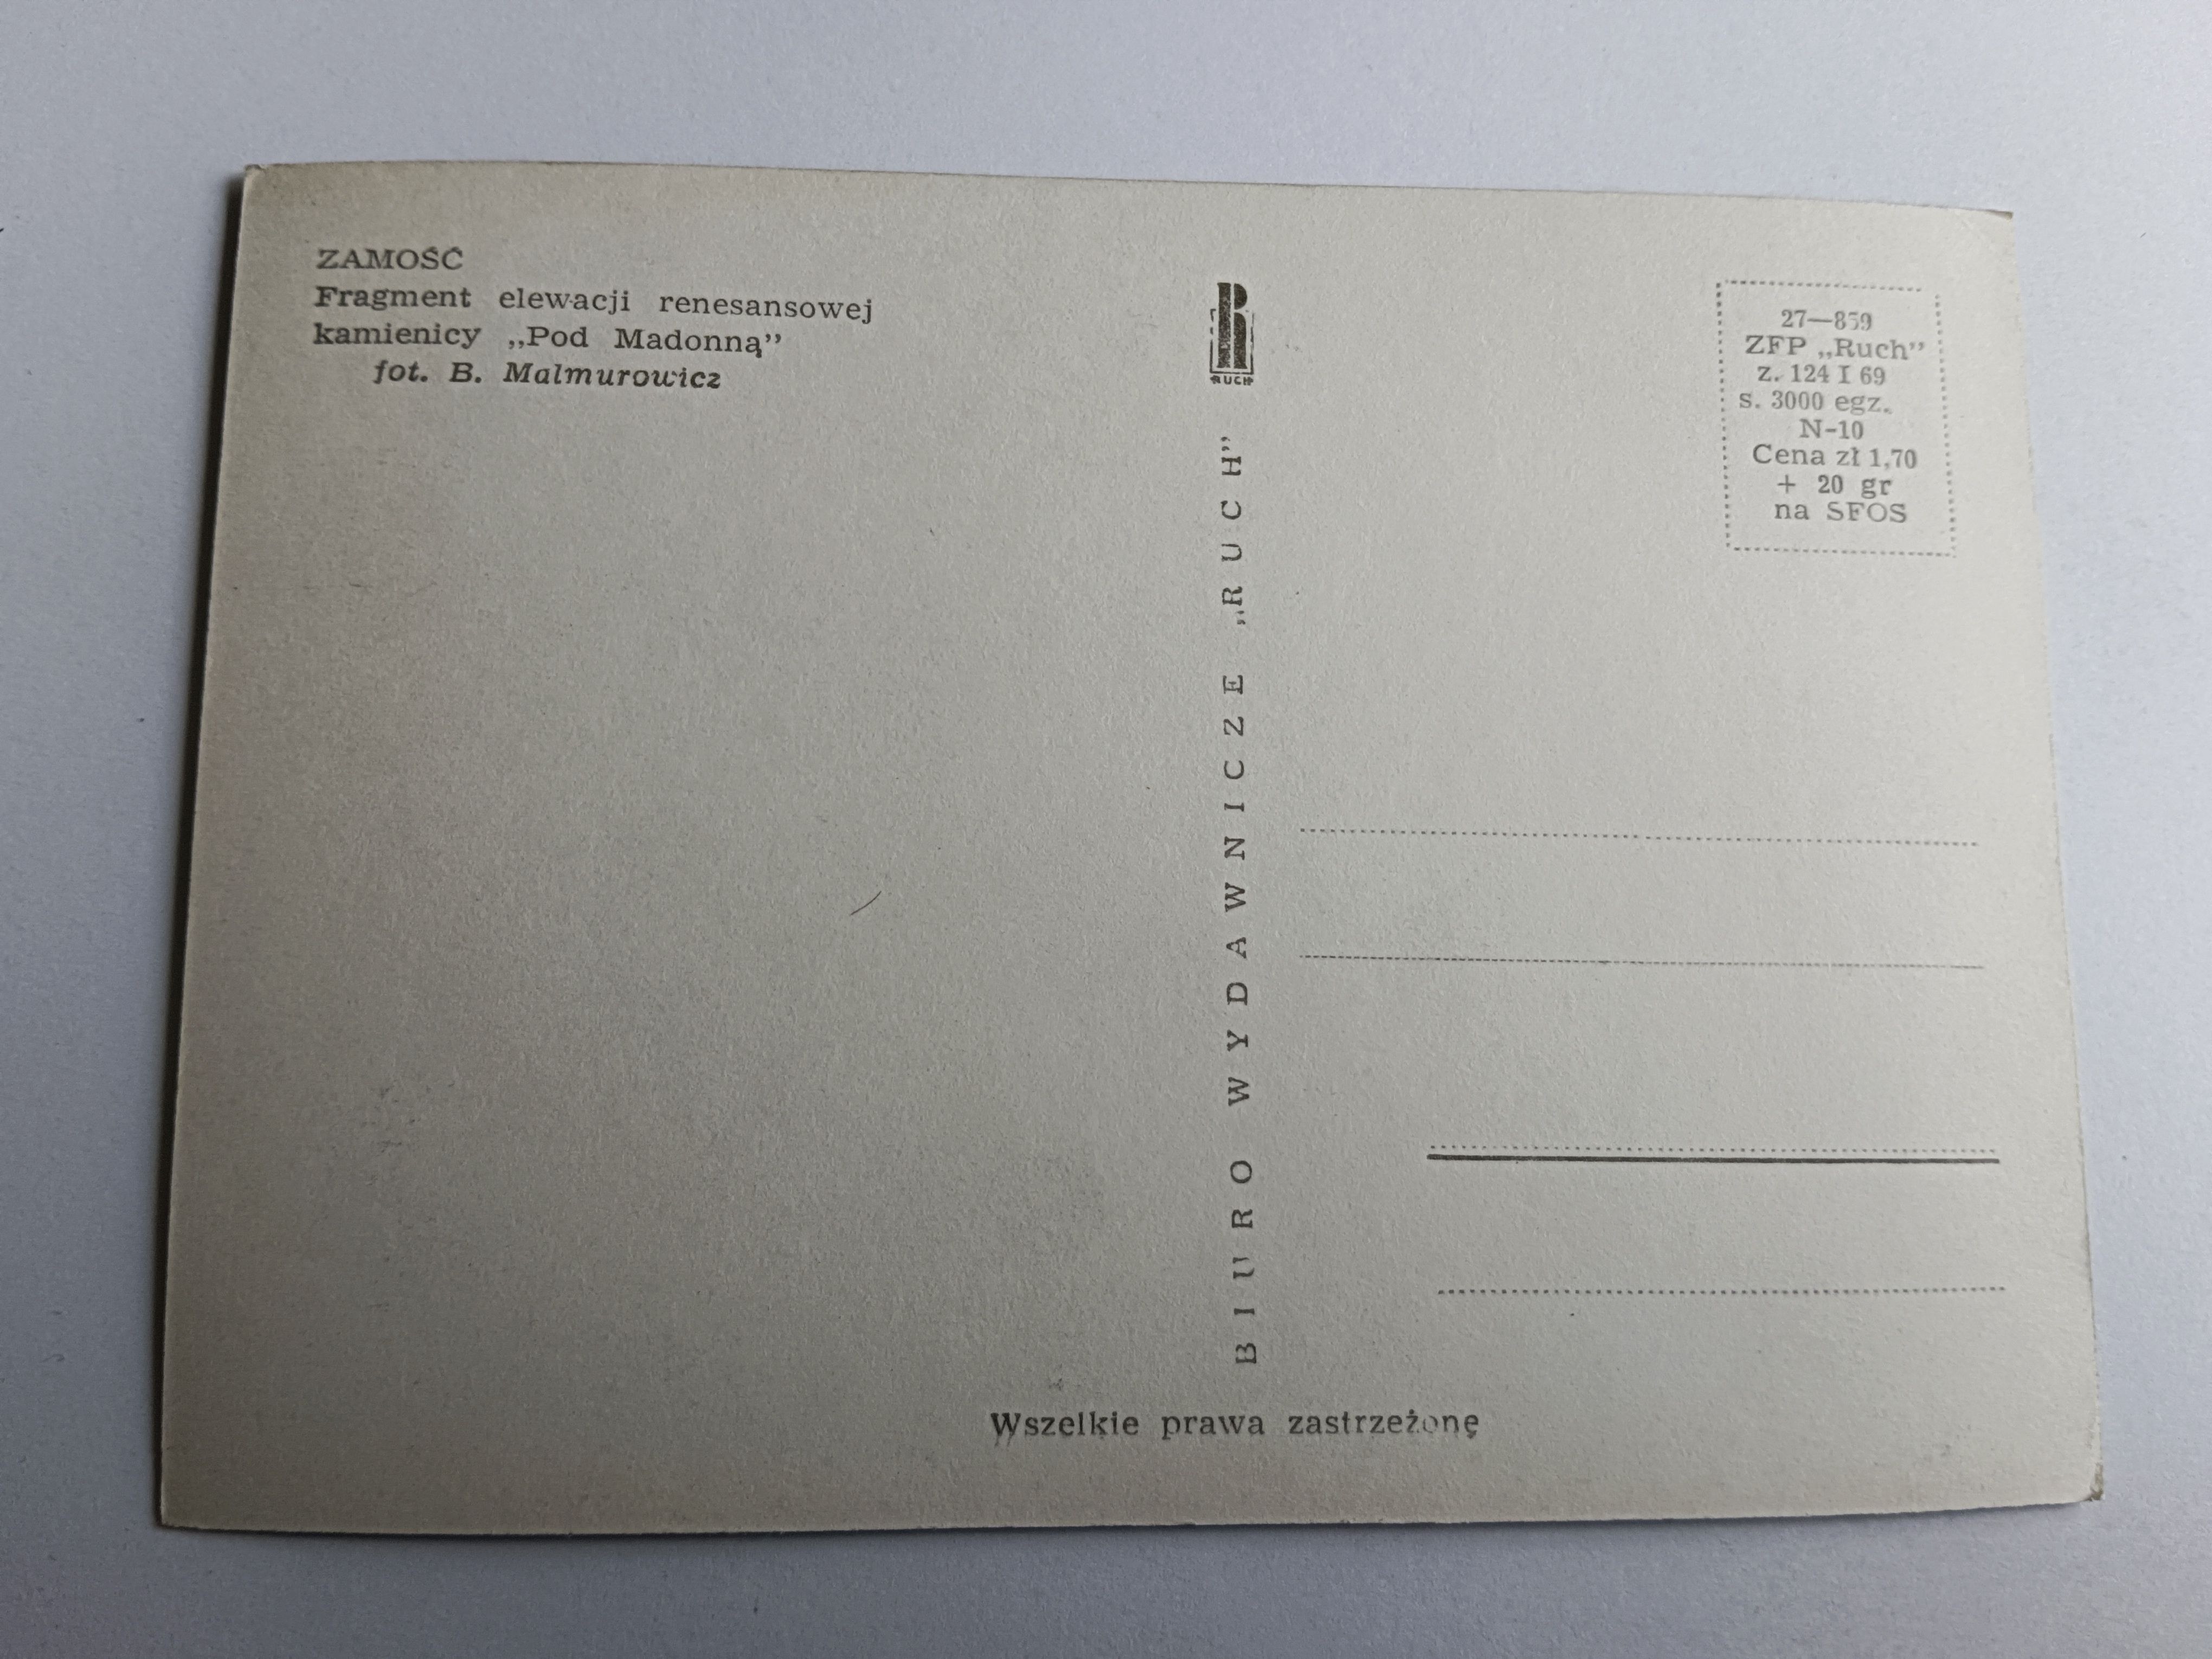 ZAMOŚĆ
Fragment elewacji renesansowej
kamienicy „Pod Madonną”
fot. B. Malmurowicz
RUCH
BIURO WYDAWNICZE „RUCH”
27—859
ZFP „Ruch”
z. 124 I 69
s. 3000 egz.
N-10
Cena zł 1,70
+ 20 gr
na SFOS
Wszelkie prawa zastrzeżone